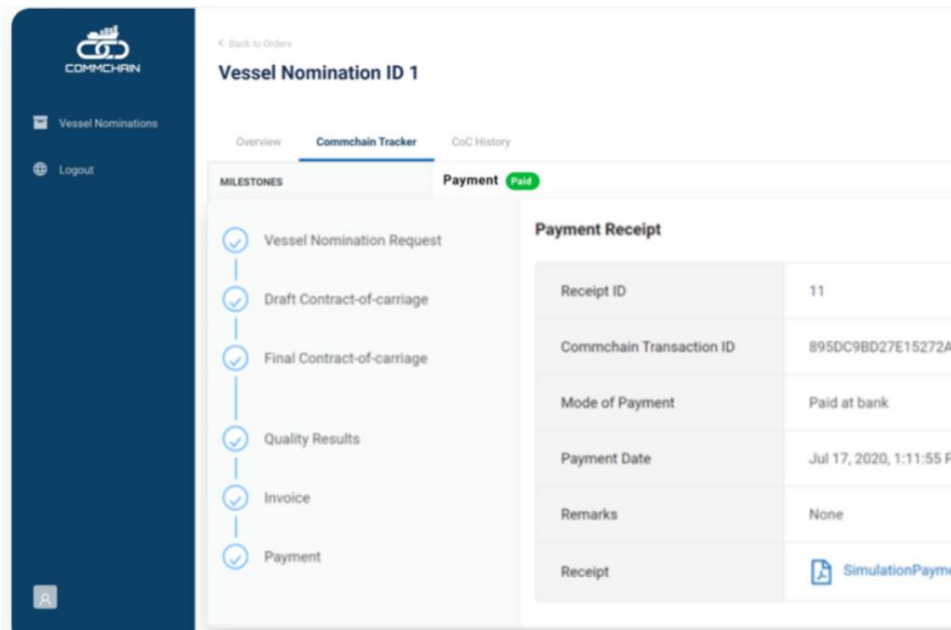 COMMCHAIN
Vessel Nominations
Logout
Back to Orders
Vessel Nomination ID 1
Overview Commchain Tracker CoC History
MILESTONES Payment Paid
Vessel Nomination Request
Draft Contract-of-carriage
Final Contract-of-carriage
Quality Results
Invoice
Payment
Payment Receipt
Receipt ID 11
Commchain Transaction ID 895DC9BD27E15272A
Mode of Payment Paid at bank
Payment Date Jul 17, 2020, 1:11:55 P
Remarks None
Receipt SimulationPayme